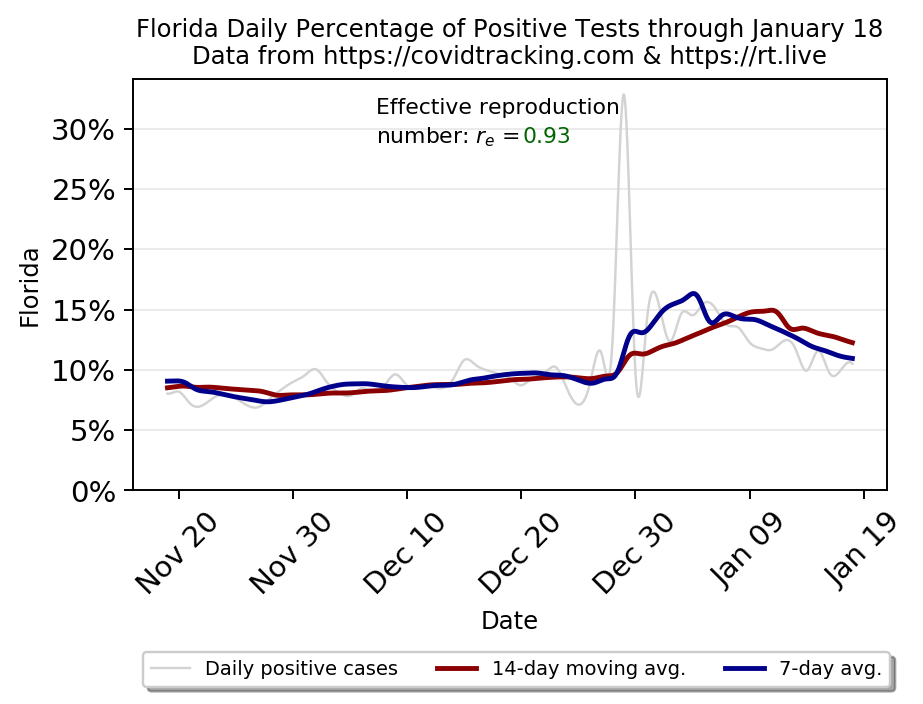 Florida Daily Percentage of Positive Tests through January 18
Data from https://covidtracking.com & https://rt.live
Effective reproduction
number: rₑ =0.93
30%
25%
20%
15%
10%
5%
0%
Florida
Nov 20
Nov 30
Dec 10
Dec 20
Dec 30
Jan 09
Jan 19
Date
Daily positive cases
14-day moving avg.
7-day avg.